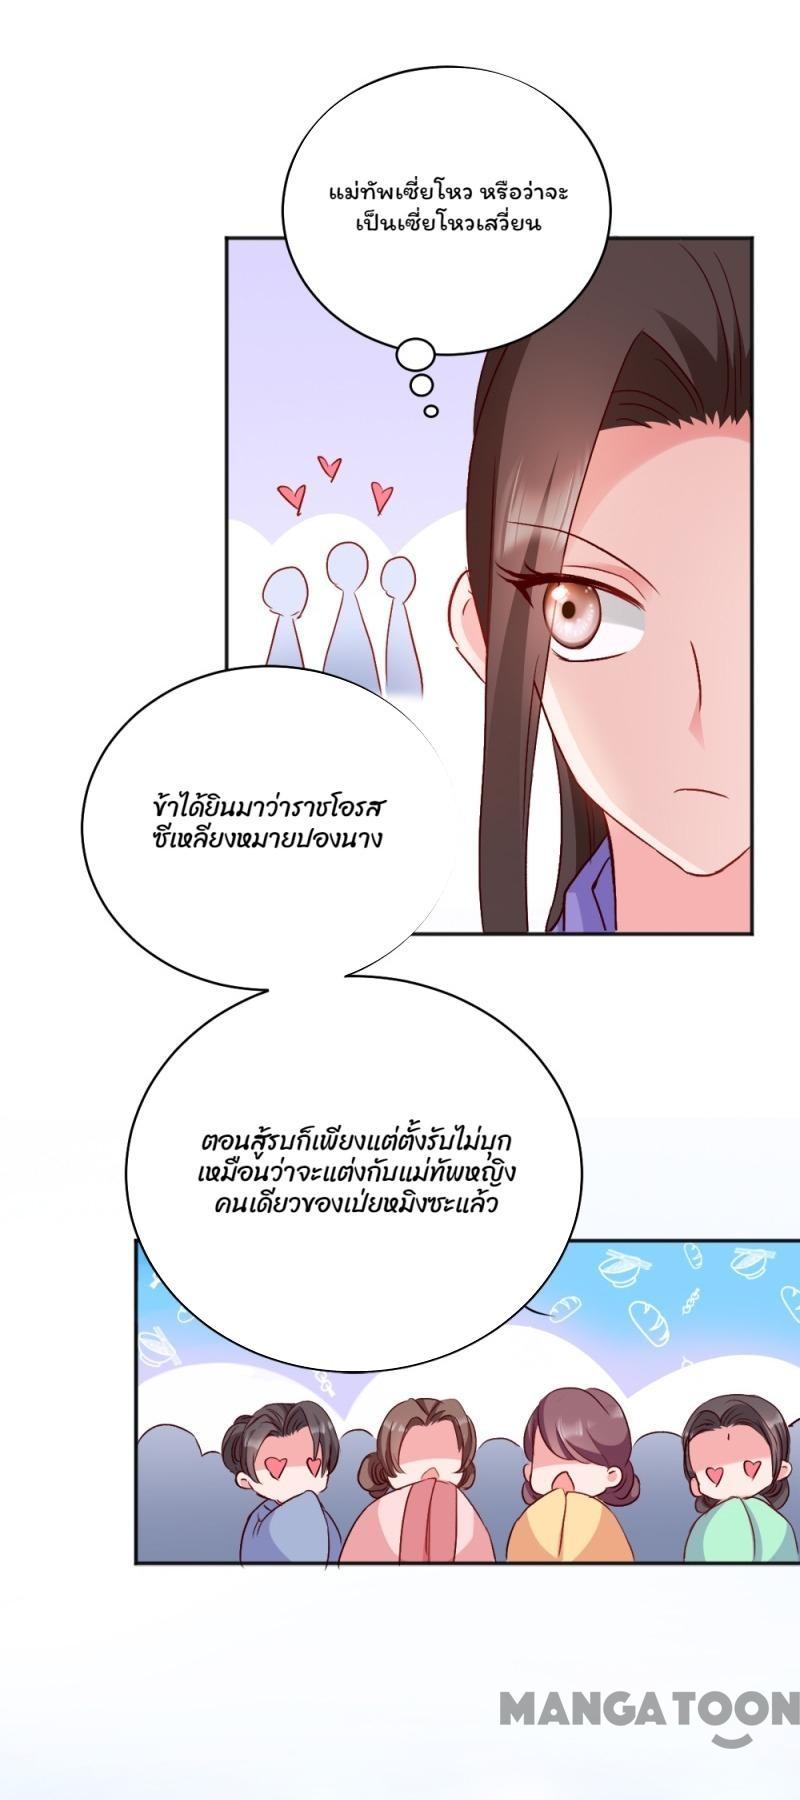 แม่ทัพเซี่ยโหว หรือว่าจะ
เป็นเซี่ยโหวเสวี่ยน
ข้าได้ยินมาว่าราชโอรส
ซีเหลียงหมายปองนาง
ตอนสู้รบก็เพียงแต่ตั้งรับไม่บุก
เหมือนว่าจะแต่งกับแม่ทัพหญิง
คนเดียวของเป่ยหมิงซะแล้ว
MANGATOON